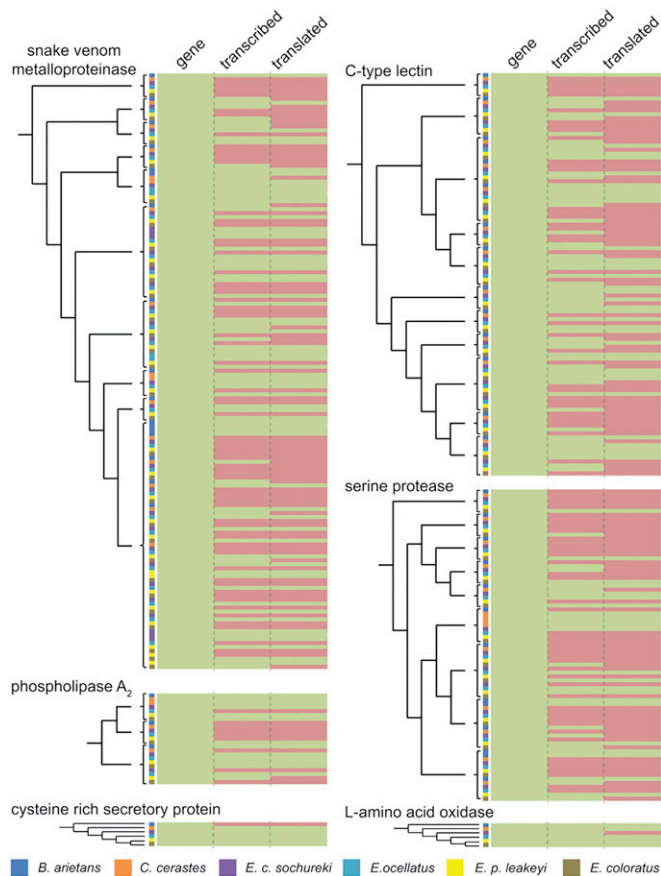 snake venom
metalloproteinase
gene
transcribed
translated
phospholipase A₂
cysteine rich secretory protein
C-type lectin
gene
transcribed
translated
serine protease
L-amino acid oxidase
B. arietans
C. cerastes
E. c. sochureki
E.ocellatus
E. p. leakeyi
E. coloratus